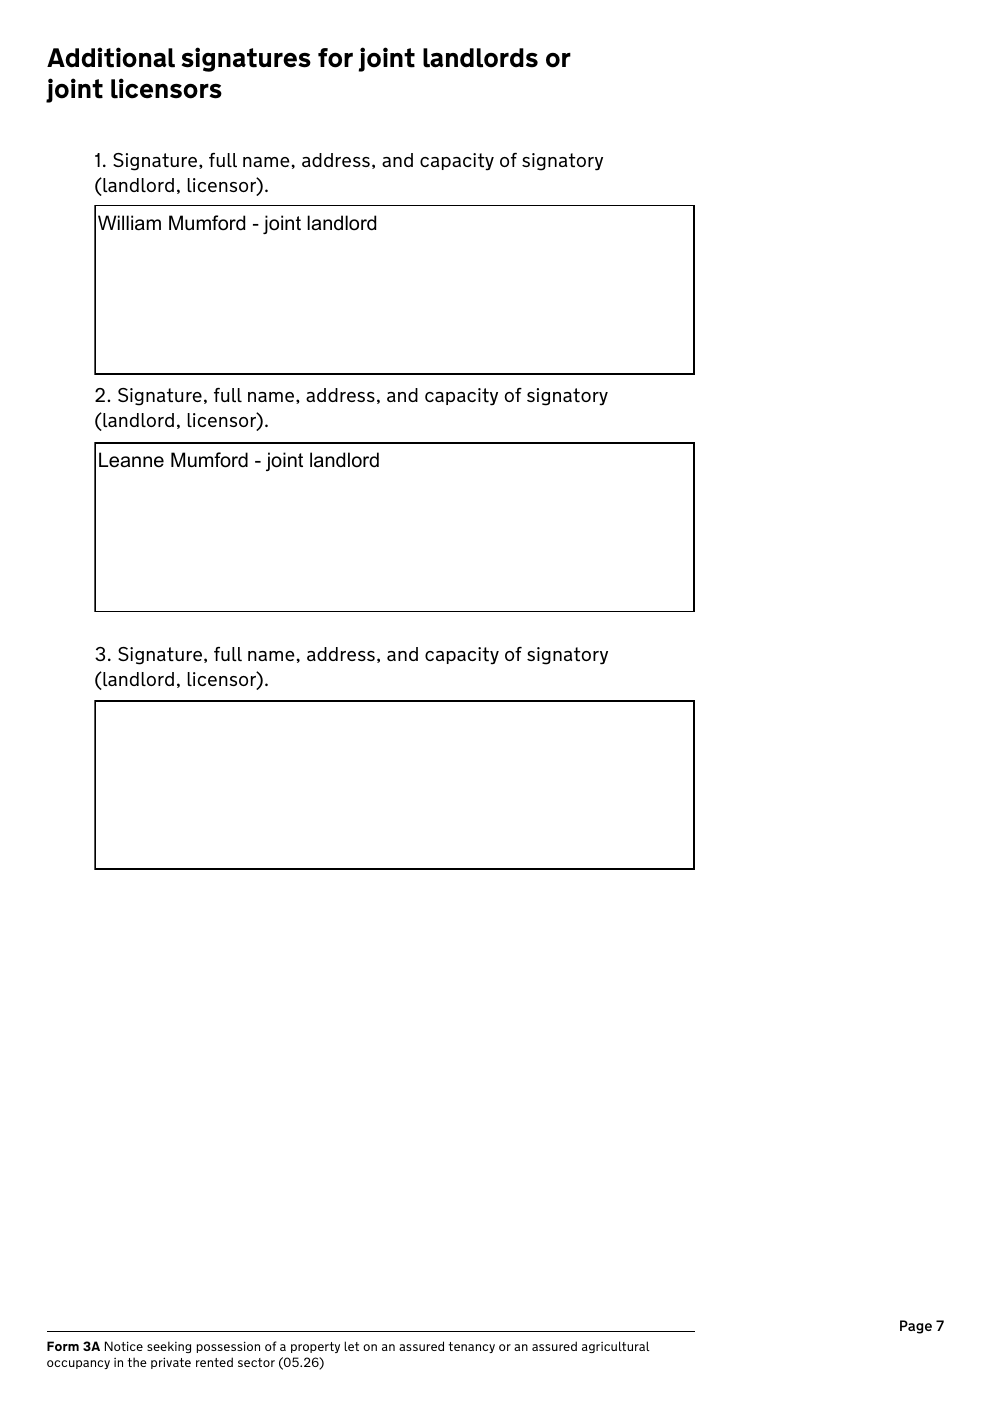 Additional signatures for joint landlords or
joint licensors
1. Signature, full name, address, and capacity of signatory
(landlord, licensor).
William Mumford - joint landlord
2. Signature, full name, address, and capacity of signatory
(landlord, licensor).
Leanne Mumford - joint landlord
3. Signature, full name, address, and capacity of signatory
(landlord, licensor).
Page 7
Form 3A Notice seeking possession of a property let on an assured tenancy or an assured agricultural
occupancy in the private rented sector (05.26)